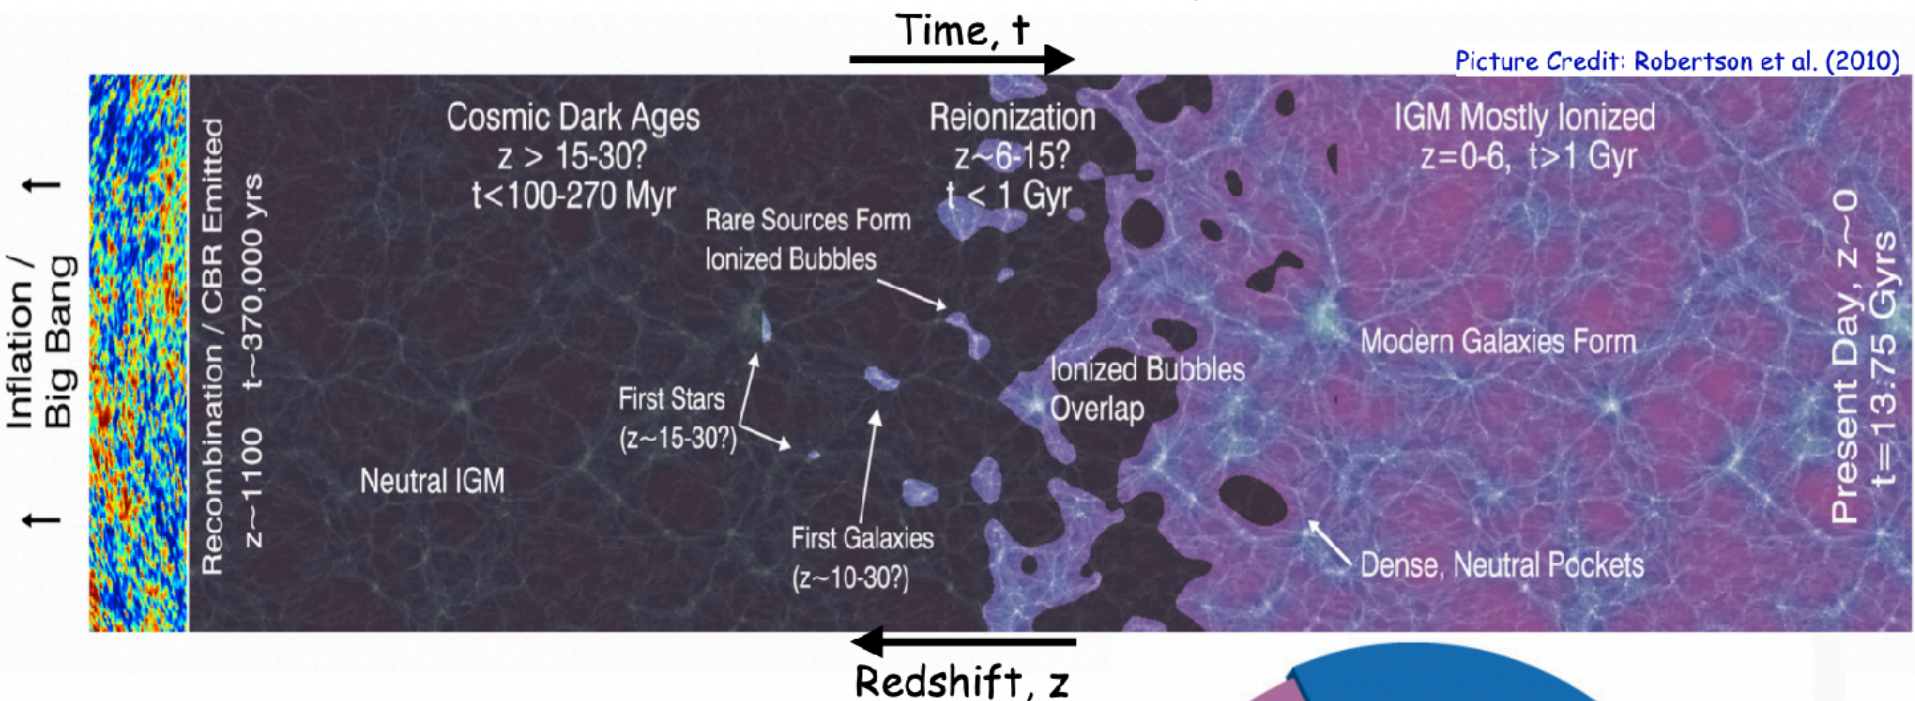 Time, t
Picture Credit: Robertson et al. (2010)
Inflation /
Big Bang
Recombination / CBR Emitted
z~1100 t~370,000 yrs
Cosmic Dark Ages
z > 15-30?
t<100-270 Myr
Reionization
z~6-15?
t < 1 Gyr
IGM Mostly Ionized
z=0-6, t>1 Gyr
Rare Sources Form
Ionized Bubbles
First Stars
(z~15-30?)
Neutral IGM
First Galaxies
(z~10-30?)
Ionized Bubbles
Overlap
Modern Galaxies Form
Dense, Neutral Pockets
Present Day, z~0
t=13.75 Gyrs
Redshift, z